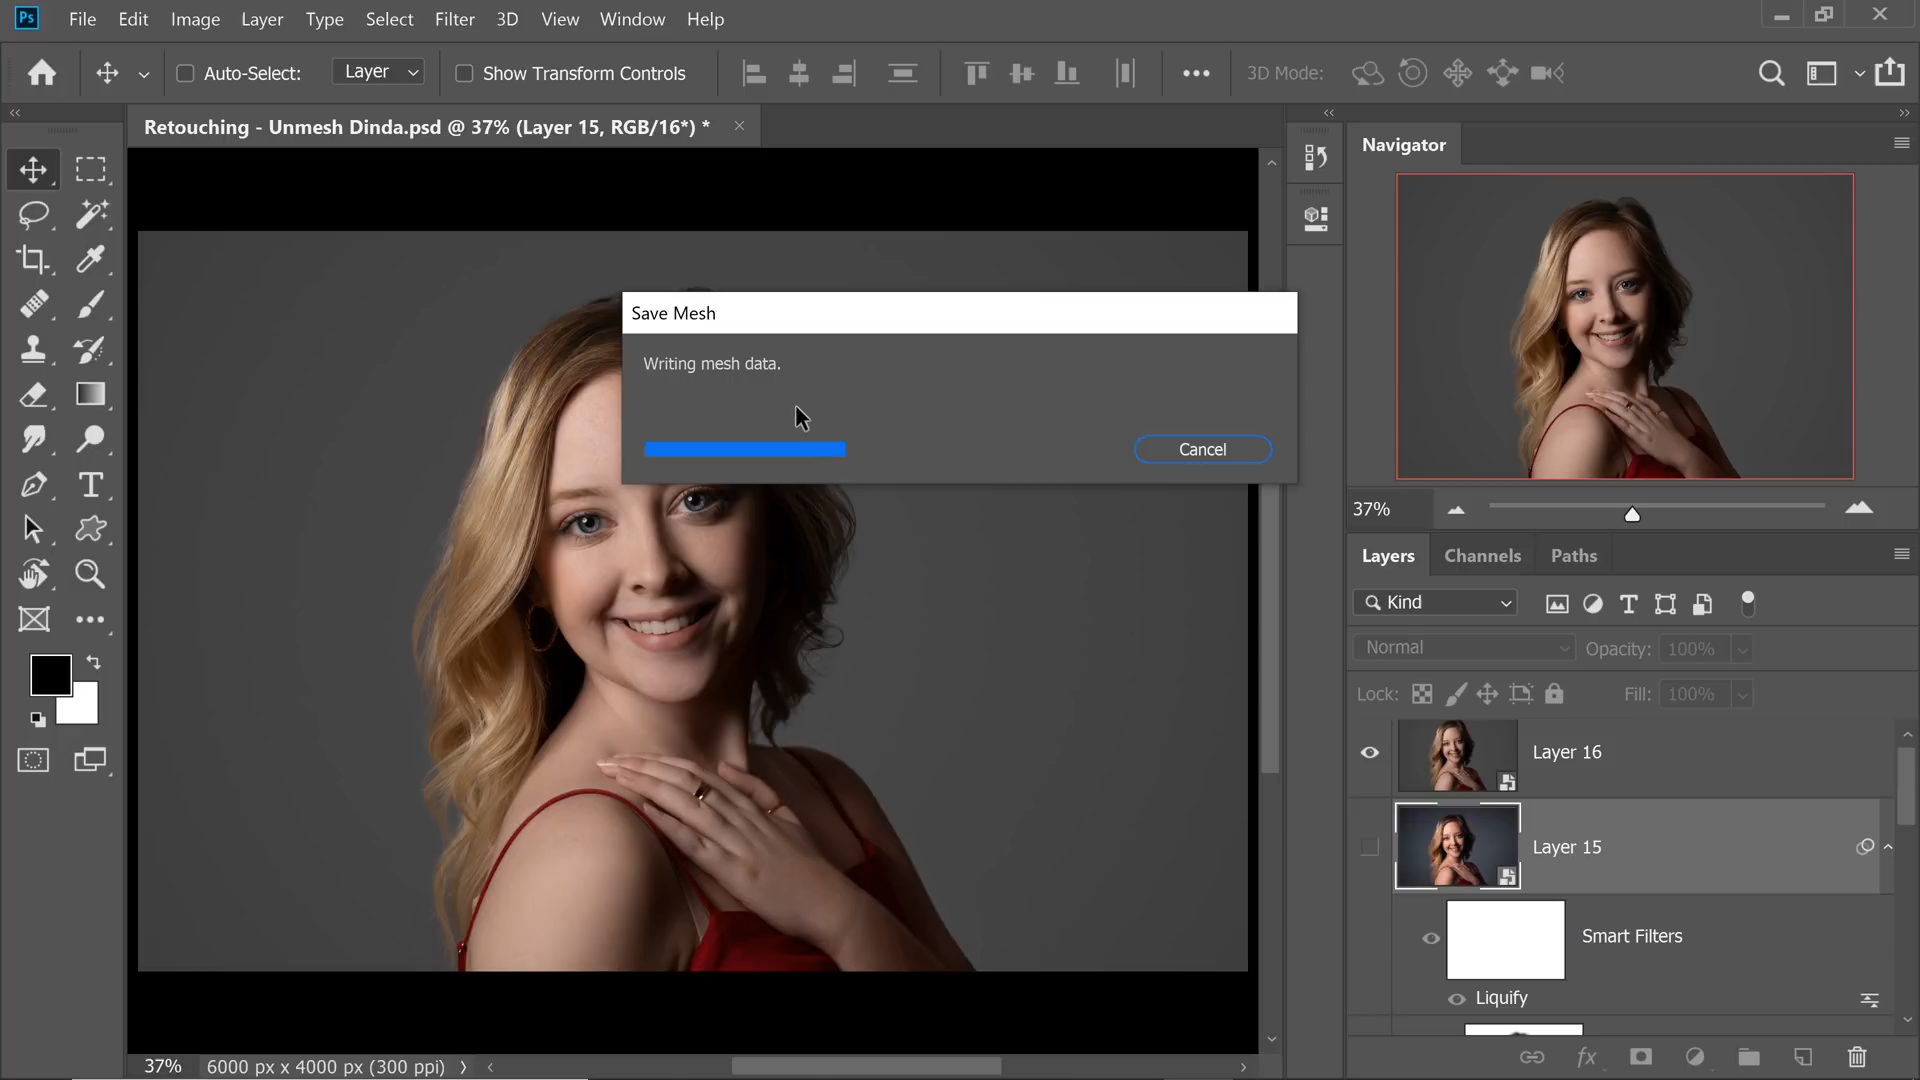 Ps File Edit Image Layer Type Select Filter 3D View Window Help
Auto-Select: Layer Show Transform Controls 3D Mode:
Retouching - Unmesh Dinda.psd @ 37% (Layer 15, RGB/16*) *
Navigator
Save Mesh
Writing mesh data.
Cancel
37%
Layers Channels Paths
Kind
Normal Opacity: 100%
Lock: Fill: 100%
Layer 16
Layer 15
Smart Filters
Liquify
37% 6000 px x 4000 px (300 ppi)